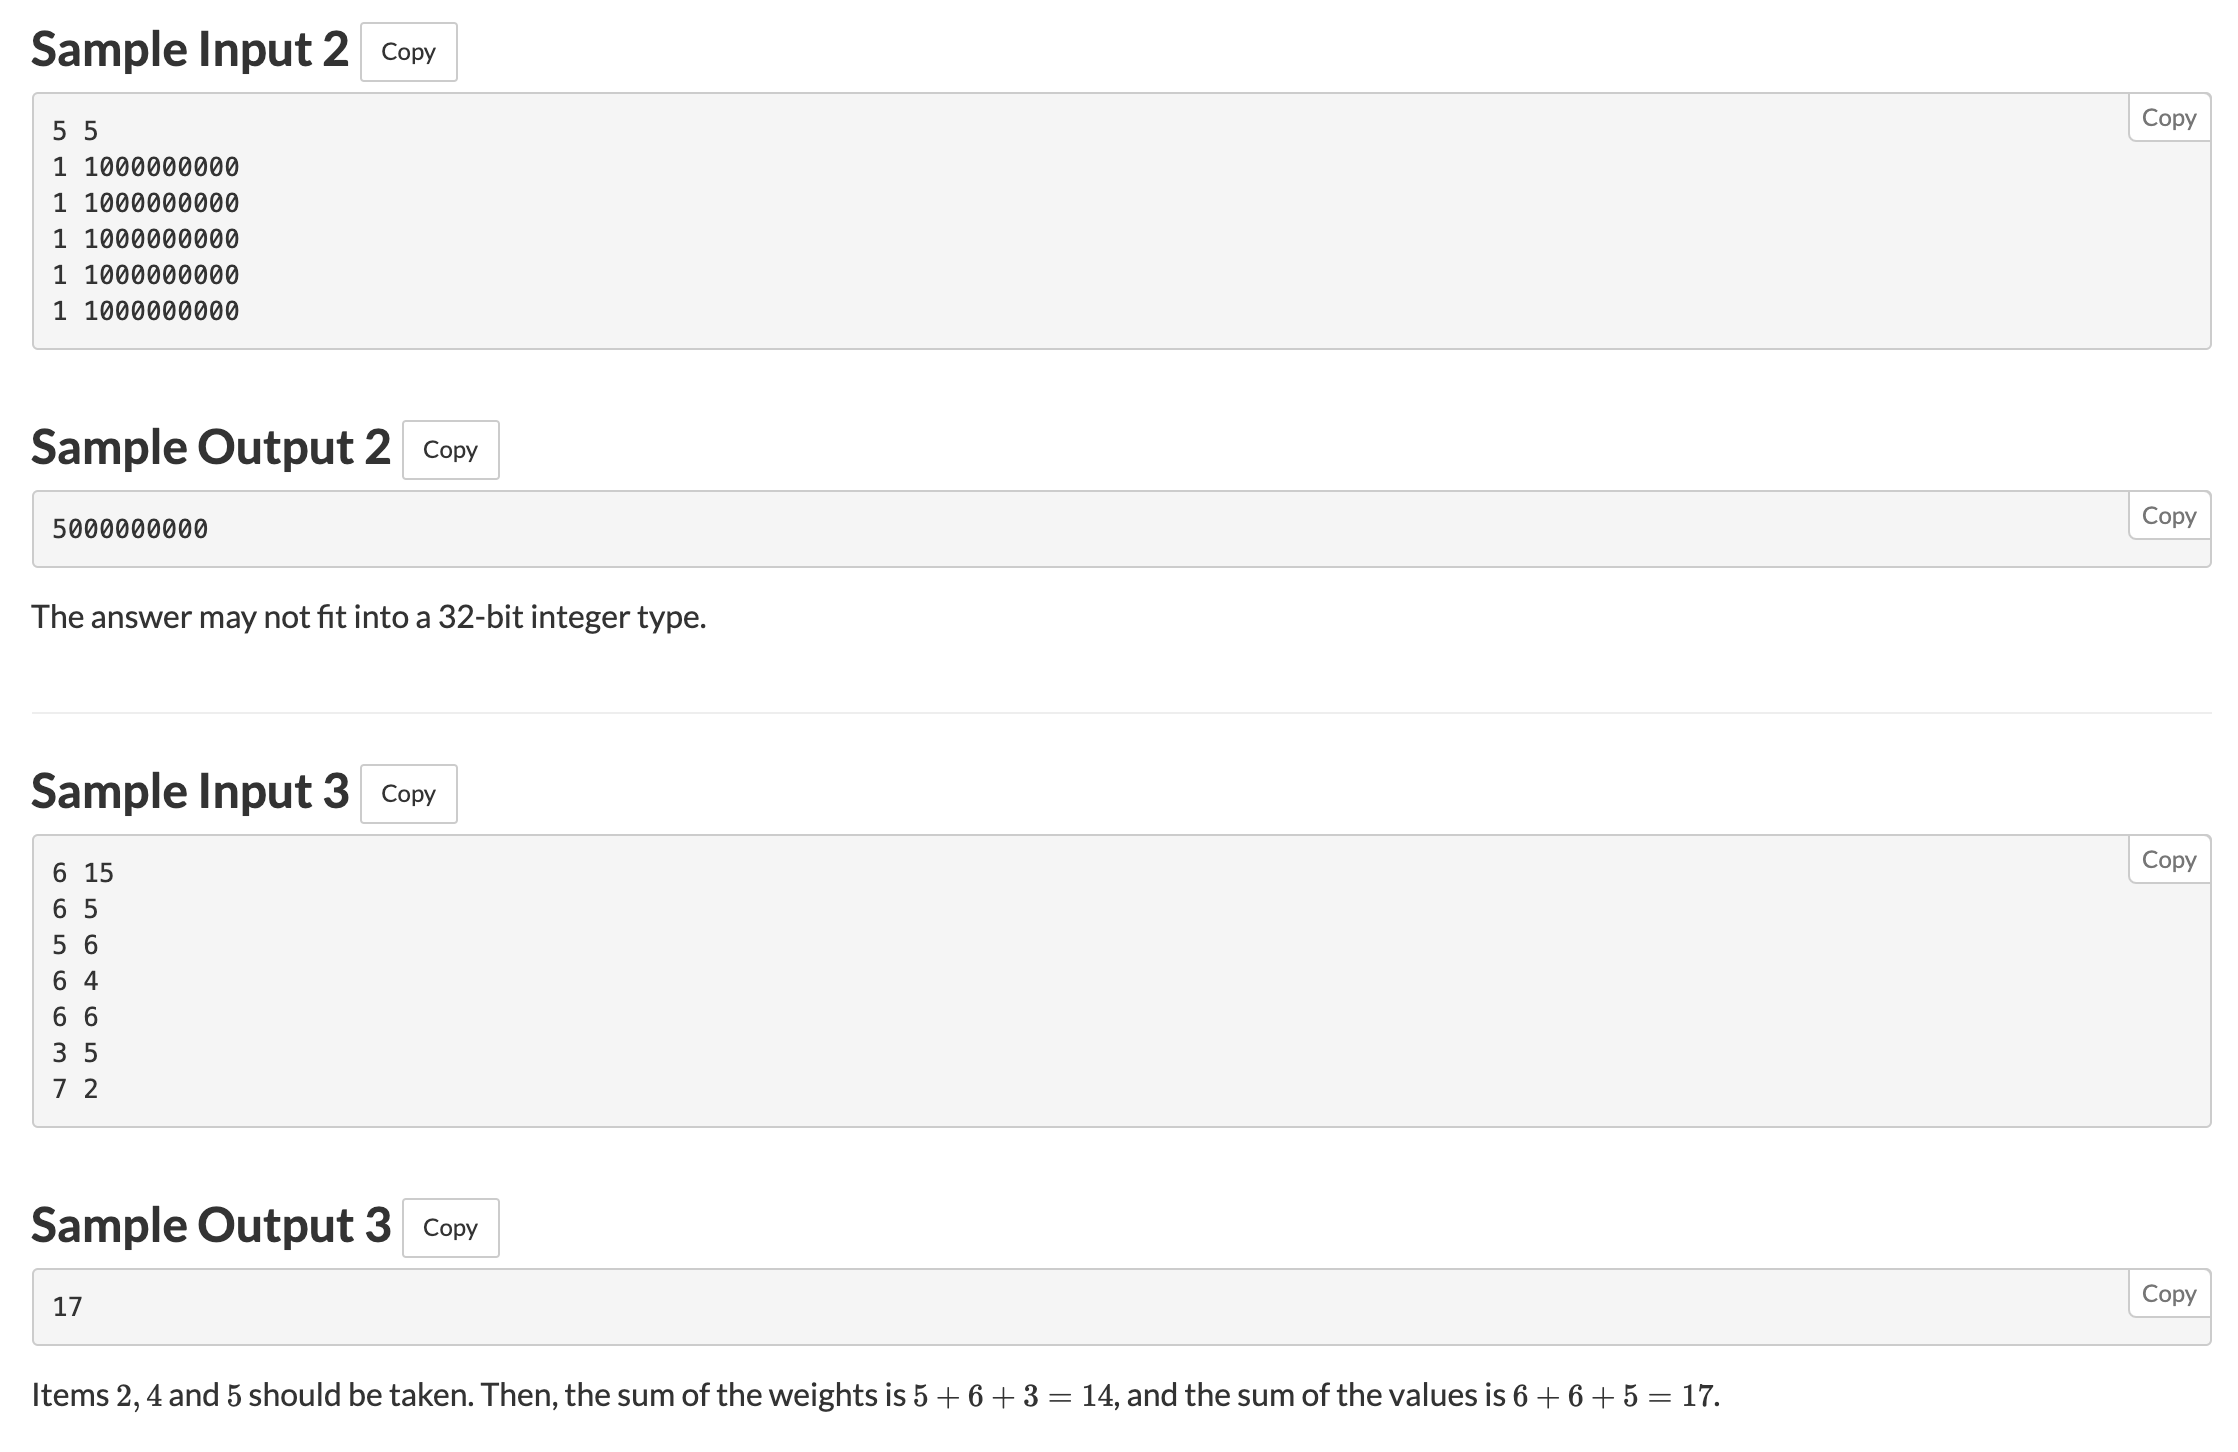 Sample Input 2 Copy
Copy
5 5
1 1000000000
1 1000000000
1 1000000000
1 1000000000
1 1000000000
Sample Output 2 Copy
Copy
5000000000
The answer may not fit into a 32-bit integer type.
Sample Input 3 Copy
Copy
6 15
6 5
5 6
6 4
6 6
3 5
7 2
Sample Output 3 Copy
Copy
17
Items 2, 4 and 5 should be taken. Then, the sum of the weights is 5 + 6 + 3 = 14, and the sum of the values is 6 + 6 + 5 = 17.